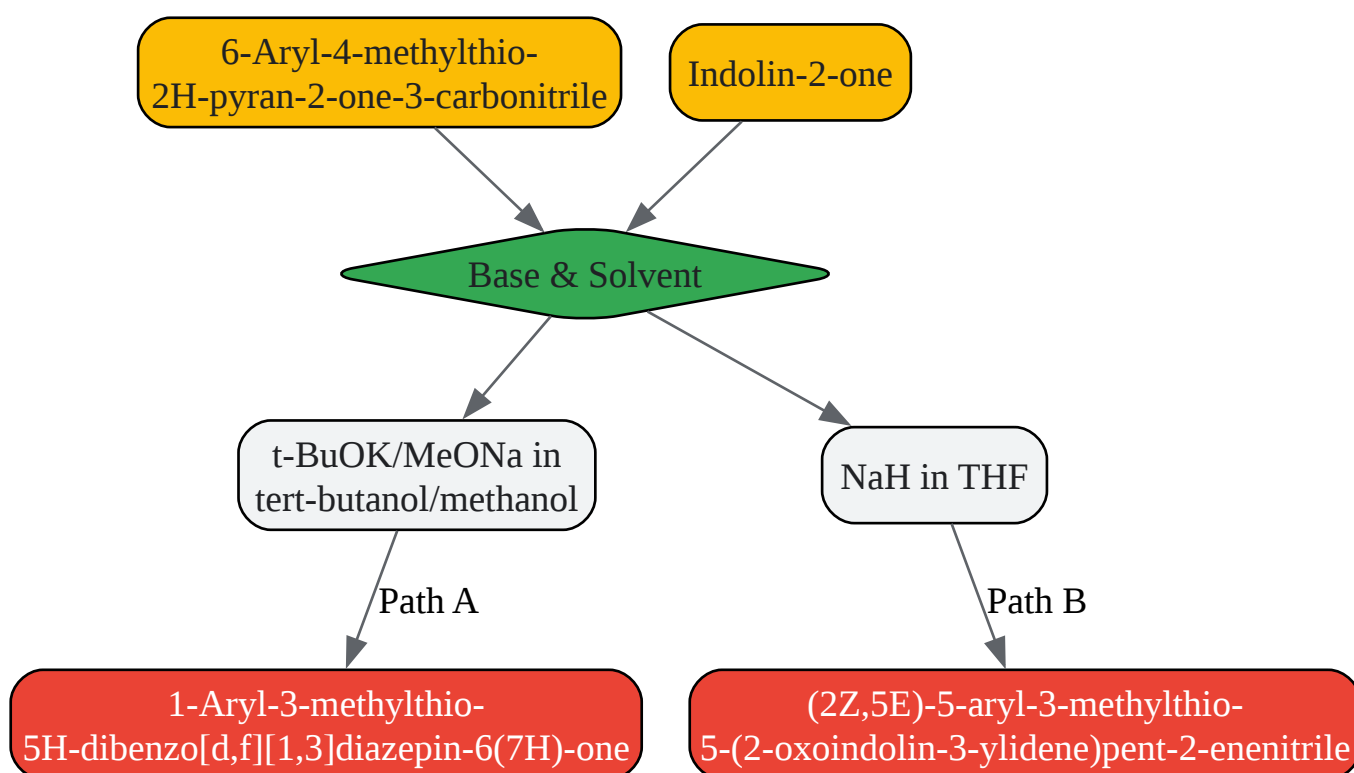 6-Aryl-4-methylthio-
2H-pyran-2-one-3-carbonitrile
Indolin-2-one
Base & Solvent
t-BuOK/MeONa in
tert-butanol/methanol
NaH in THF
Path A
Path B
1-Aryl-3-methylthio-
5H-dibenzo[d,f][1,3]diazepin-6(7H)-one
(2Z,5E)-5-aryl-3-methylthio-
5-(2-oxoindolin-3-ylidene)pent-2-enenitrile